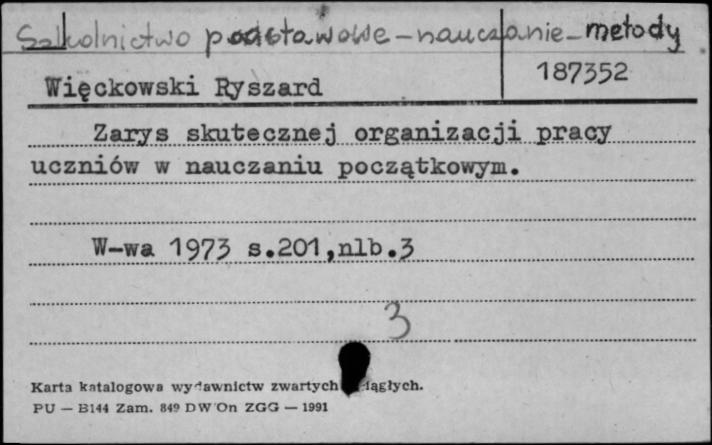 Szkolnictwo podstawowe – nauczanie – metody
187352
Więckowski Ryszard
Zarys skutecznej organizacji pracy
uczniów w nauczaniu początkowym.
W-wa 1973 s.201,nlb.3
3
Karta katalogowa wydawnictw zwartych
PU — B144 Zam. 849 DW On ZGG — 1991